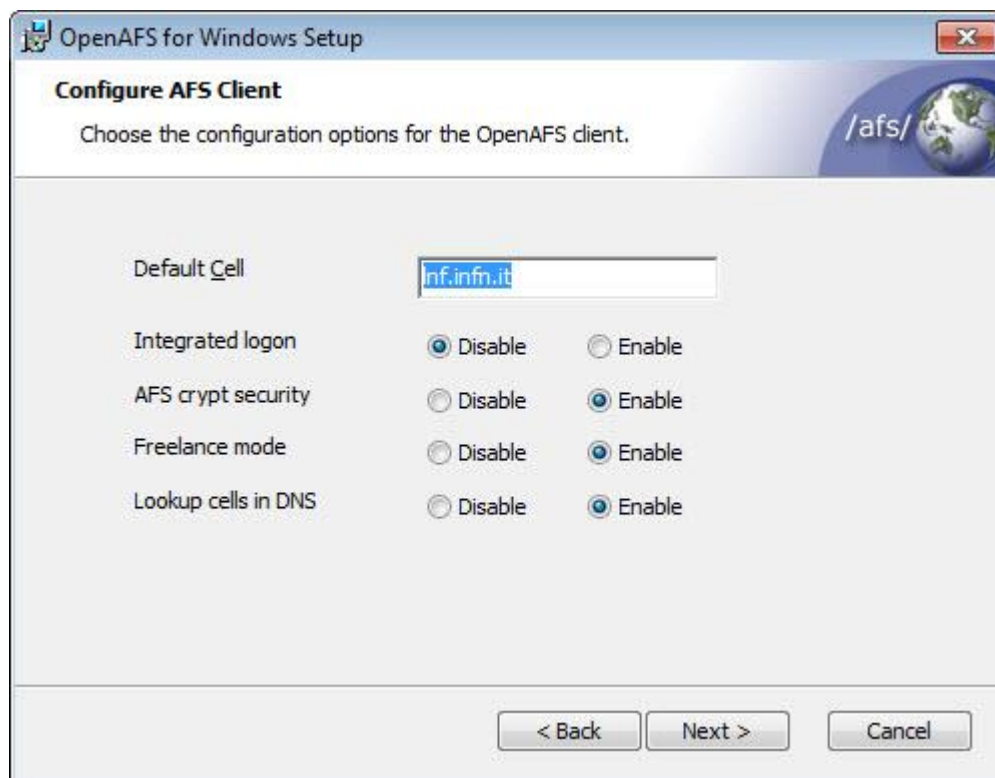 OpenAFS for Windows Setup
Configure AFS Client
Choose the configuration options for the OpenAFS client.
/afs/
Default Cell lnf.infn.it
Integrated logon Disable Enable
AFS crypt security Disable Enable
Freelance mode Disable Enable
Lookup cells in DNS Disable Enable
< Back Next > Cancel